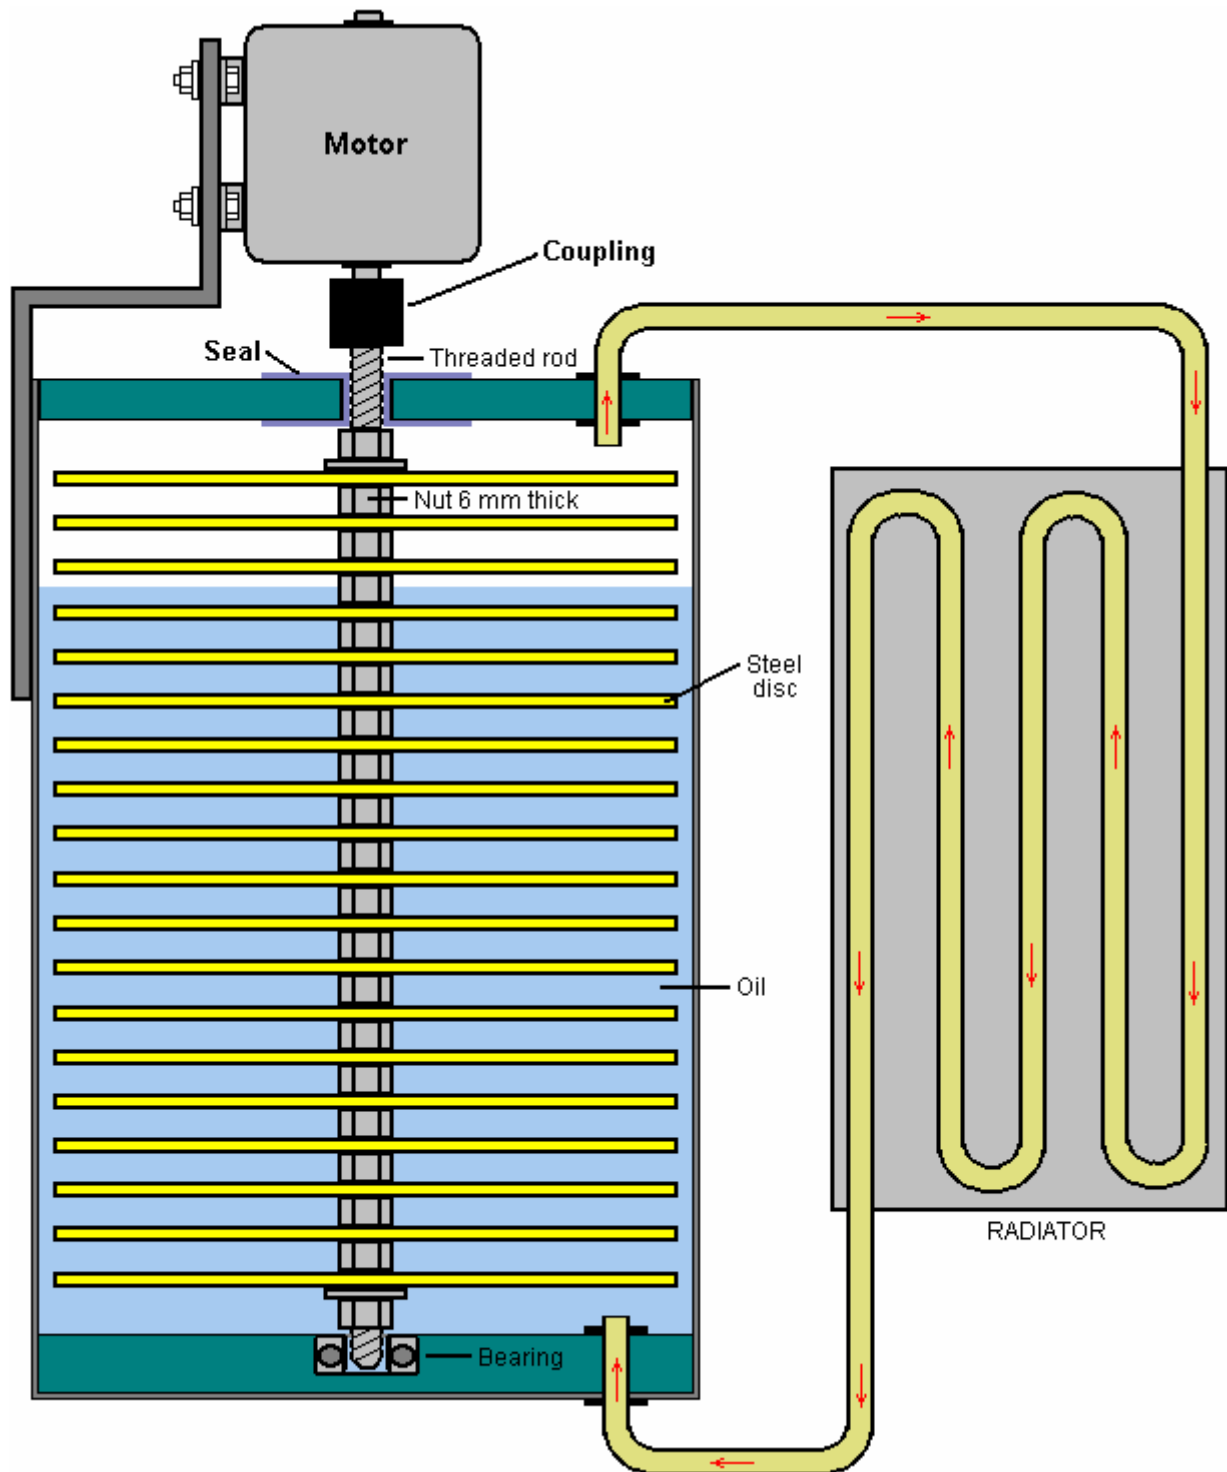 Motor
Coupling
Seal
Threaded rod
Nut 6 mm thick
Steel
disc
Oil
RADIATOR
Bearing